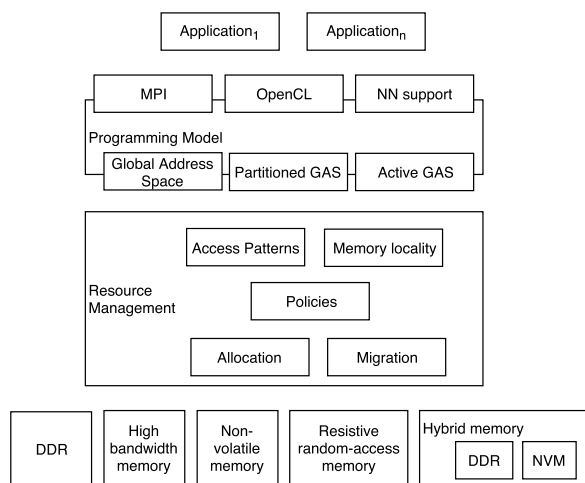 Application₁ Applicationₙ
MPI OpenCL NN support
Programming Model
Global Address
Space
Partitioned GAS
Active GAS
Access Patterns Memory locality
Resource
Management
Policies
Allocation Migration
DDR
High
bandwidth
memory
Non-
volatile
memory
Resistive
random-access
memory
Hybrid memory
DDR NVM